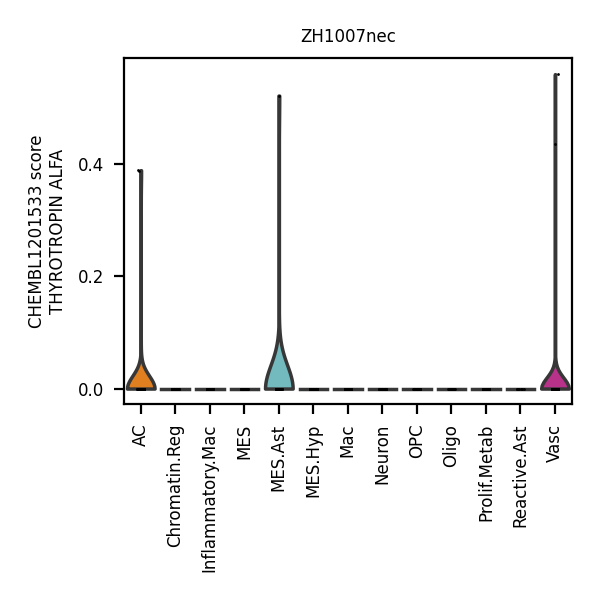 ZH1007nec
CHEMBL1201533 score
THYROTROPIN ALFA
0.4
0.2
0.0
AC
Chromatin.Reg
Inflammatory.Mac
MES
MES.Ast
MES.Hyp
Mac
Neuron
OPC
Oligo
Prolif.Metab
Reactive.Ast
Vasc